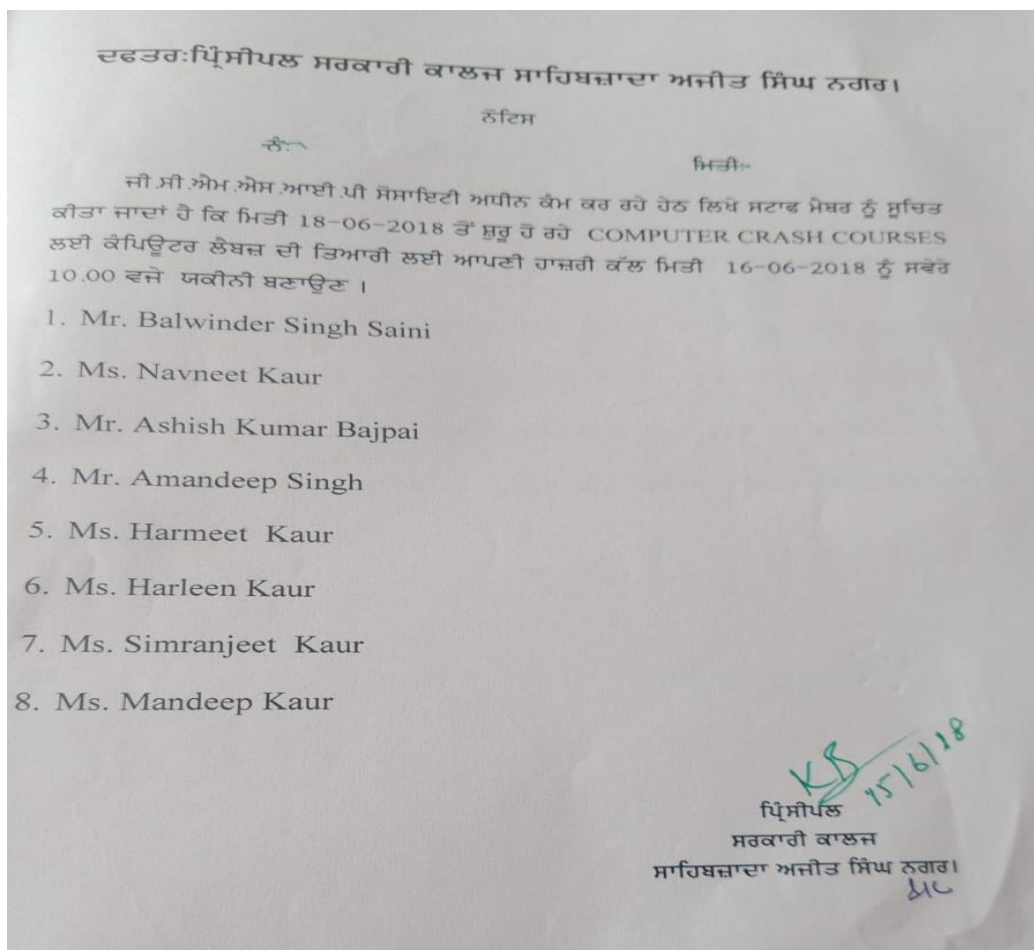 ਦਫਤਰ:ਪ੍ਰਿੰਸੀਪਲ ਸਰਕਾਰੀ ਕਾਲਜ ਸਾਹਿਬਜ਼ਾਦਾ ਅਜੀਤ ਸਿੰਘ ਨਗਰ।
ਨੋਟਿਸ
ਨੰ:
ਮਿਤੀ:-
ਜੀ.ਸੀ.ਐਮ.ਐਸ.ਆਈ.ਪੀ ਸੋਸਾਇਟੀ ਅਧੀਨ ਕੰਮ ਕਰ ਰਹੇ ਹੇਠ ਲਿਖੇ ਸਟਾਫ ਮੈਬਰ ਨੂੰ ਸੂਚਿਤ
ਕੀਤਾ ਜਾਦਾਂ ਹੈ ਕਿ ਮਿਤੀ 18-06-2018 ਤੋਂ ਸ਼ੁਰੂ ਹੋ ਰਹੇ COMPUTER CRASH COURSES
ਲਈ ਕੰਪਿਊਟਰ ਲੈਬਜ਼ ਦੀ ਤਿਆਰੀ ਲਈ ਆਪਣੀ ਹਾਜ਼ਰੀ ਕੱਲ ਮਿਤੀ 16-06-2018 ਨੂੰ ਸਵੇਰੇ
10.00 ਵਜੇ ਯਕੀਨੀ ਬਣਾਉਣ ।
1. Mr. Balwinder Singh Saini
2. Ms. Navneet Kaur
3. Mr. Ashish Kumar Bajpai
4. Mr. Amandeep Singh
5. Ms. Harmeet Kaur
6. Ms. Harleen Kaur
7. Ms. Simranjeet Kaur
8. Ms. Mandeep Kaur
KB 15/6/18
ਪ੍ਰਿੰਸੀਪਲ
ਸਰਕਾਰੀ ਕਾਲਜ
ਸਾਹਿਬਜ਼ਾਦਾ ਅਜੀਤ ਸਿੰਘ ਨਗਰ।